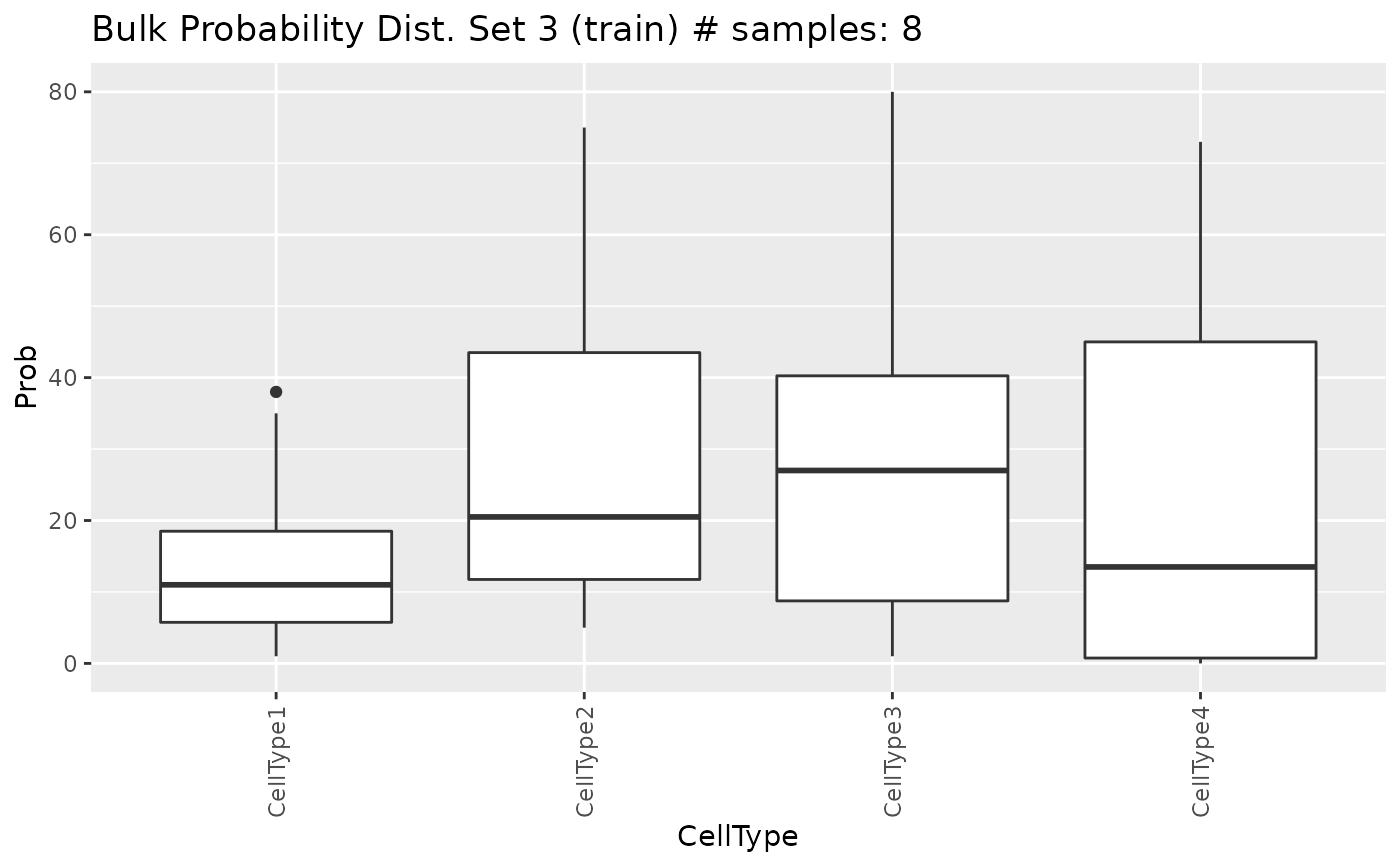 Bulk Probability Dist. Set 3 (train) # samples: 8
Prob
80
60
40
20
0
CellType1
CellType2
CellType3
CellType4
CellType